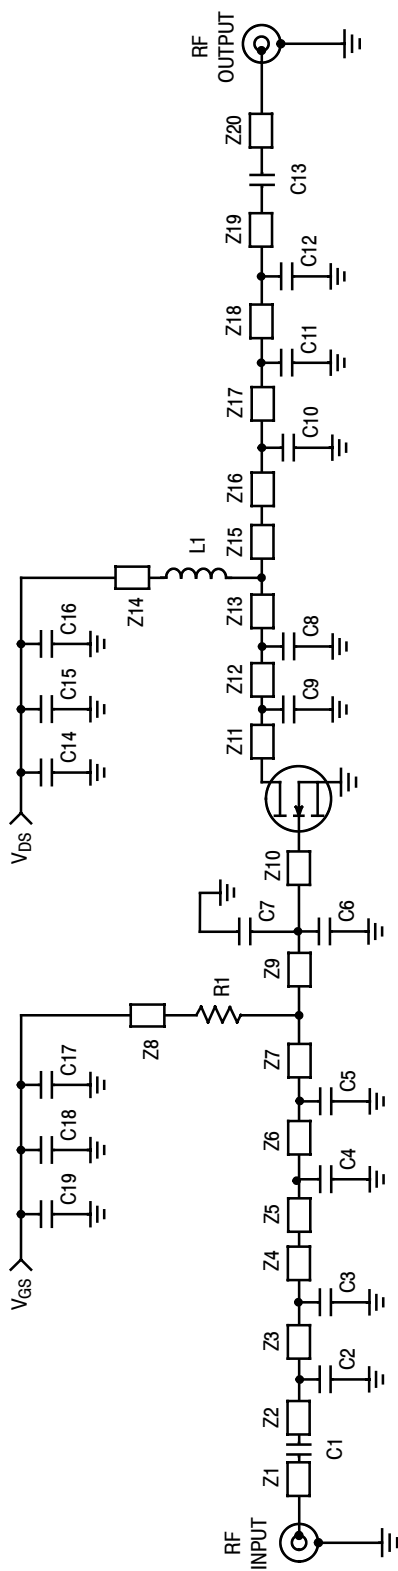 RF
INPUT
Z1
C1
Z2
C2
Z3
C3
Z4
Z5
C4
Z6
C5
Z7
VGS
C19
C18
C17
Z8
R1
Z9
C7
C6
Z10
VDS
C14
C15
C16
Z14
L1
Z11
C9
Z12
C8
Z13
Z15
Z16
C10
Z17
C11
Z18
C12
Z19
C13
Z20
RF
OUTPUT